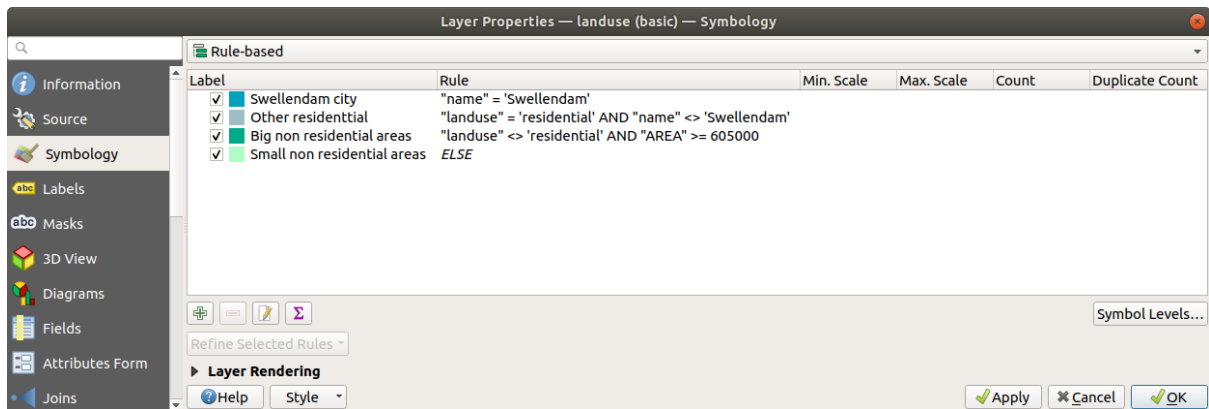 Layer Properties — landuse (basic) — Symbology
Rule-based
Information
Source
Symbology
Labels
Masks
3D View
Diagrams
Fields
Attributes Form
Joins
Label Rule Min. Scale Max. Scale Count Duplicate Count
Swellendam city "name" = 'Swellendam'
Other residenttial "landuse" = 'residential' AND "name" <> 'Swellendam'
Big non residential areas "landuse" <> 'residential' AND "AREA" >= 605000
Small non residential areas ELSE
Symbol Levels...
Refine Selected Rules
Layer Rendering
Help Style Apply Cancel OK
abc
abc